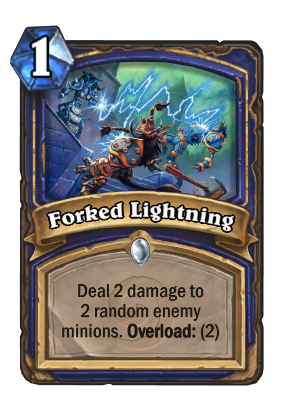 1
Forked Lightning
Deal 2 damage to
2 random enemy
minions. Overload: (2)